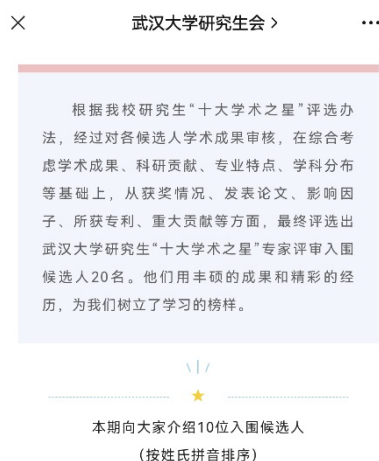 武汉大学研究生会
根据我校研究生“十大学术之星”评选办
法，经过对各候选人学术成果审核，在综合考
虑学术成果、科研贡献、专业特点、学科分布
等基础上，从获奖情况、发表论文、影响因
子、所获专利、重大贡献等方面，最终评选出
武汉大学研究生“十大学术之星”专家评审入围
候选人20名。他们用丰硕的成果和精彩的经
历，为我们树立了学习的榜样。
本期向大家介绍10位入围候选人
（按姓氏拼音排序）